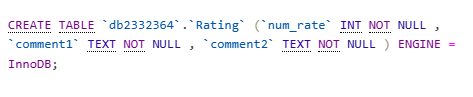 CREATE TABLE `db2332364`.`Rating` (`num_rate` INT NOT NULL ,
`comment1` TEXT NOT NULL , `comment2` TEXT NOT NULL ) ENGINE =
InnoDB;